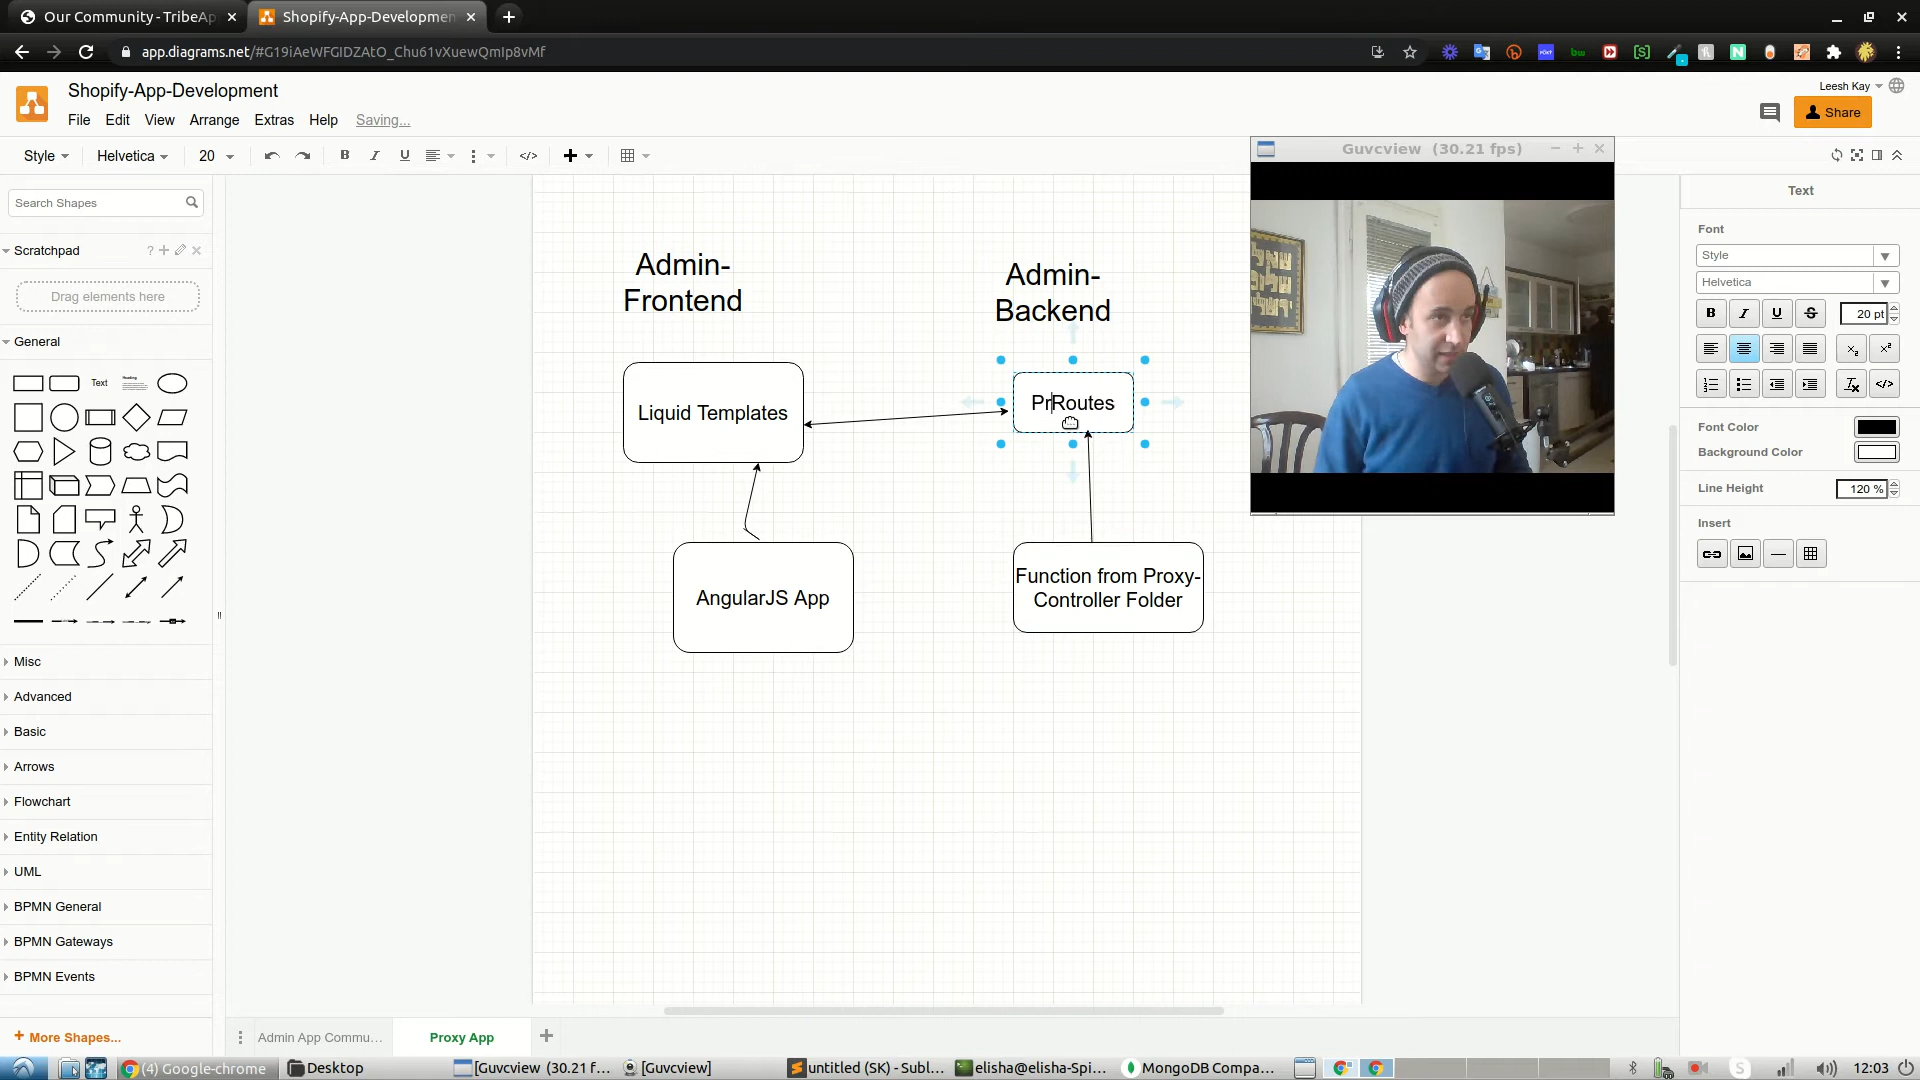 Our Community - TribeAp
Shopify-App-Development
app.diagrams.net/#G19iAeWFGIDZAtO_Chu61vXuewQmIp8vMf
Shopify-App-Development
Leesh Kay
File Edit View Arrange Extras Help Saving...
Share
Style Helvetica 20
Guvcview (30.21 fps)
Search Shapes
Text
Scratchpad
Font
Drag elements here
Style
General
Helvetica
20 pt
Text
Heading
Font Color
Background Color
Line Height 120 %
Insert
Misc
Advanced
Basic
Arrows
Flowchart
Entity Relation
UML
BPMN General
BPMN Gateways
BPMN Events
+ More Shapes...
Admin-
Frontend
Admin-
Backend
Liquid Templates
PrRoutes
AngularJS App
Function from Proxy-
Controller Folder
Admin App Commu...
Proxy App
(4) Google-chrome
Desktop
[Guvcview (30.21 f...
[Guvcview]
untitled (SK) - Subl...
elisha@elisha-Spi...
MongoDB Compa...
12:03